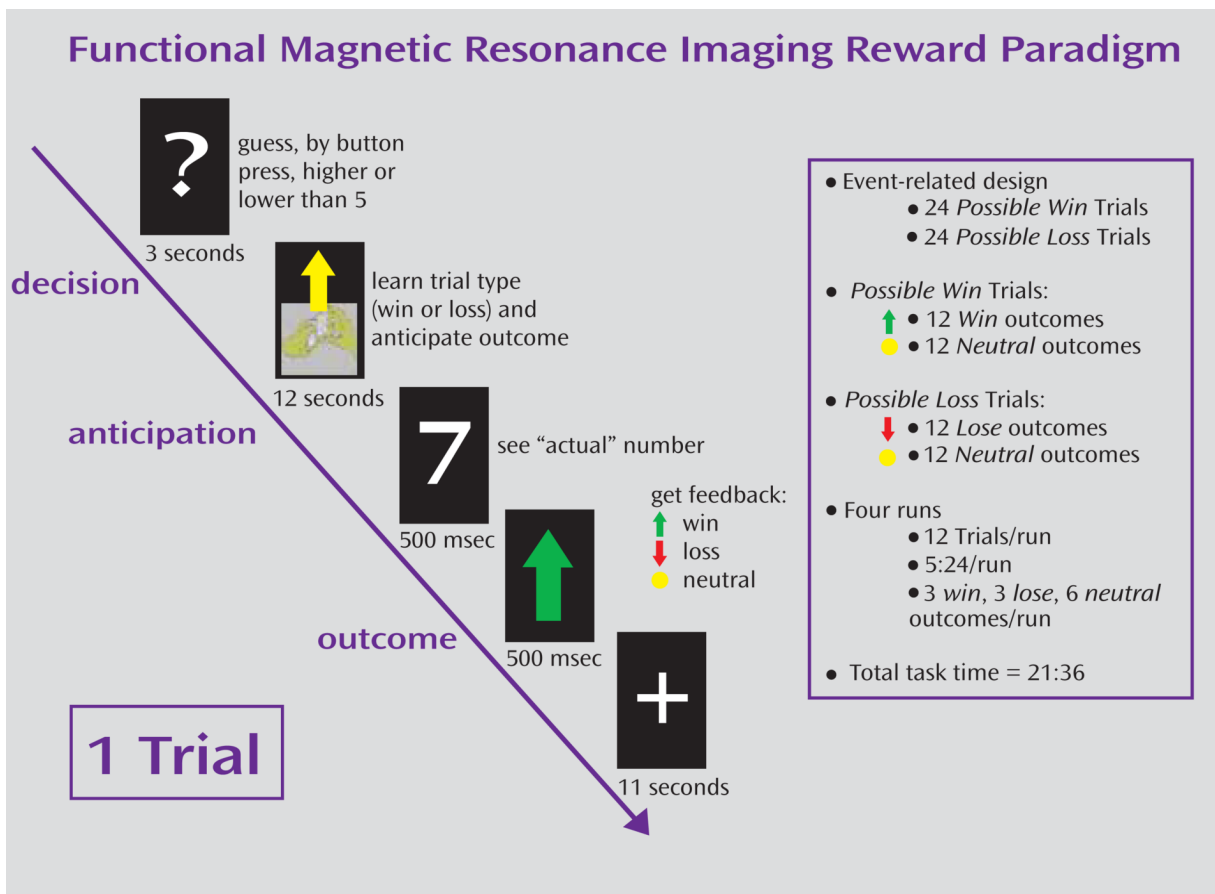 Functional Magnetic Resonance Imaging Reward Paradigm
?
guess, by button
press, higher or
lower than 5
3 seconds
decision
learn trial type
(win or loss) and
anticipate outcome
12 seconds
anticipation
7
see “actual” number
500 msec
get feedback:
win
loss
neutral
outcome
500 msec
+
11 seconds
1 Trial
● Event-related design
● 24 Possible Win Trials
● 24 Possible Loss Trials
● Possible Win Trials:
● 12 Win outcomes
● 12 Neutral outcomes
● Possible Loss Trials:
● 12 Lose outcomes
● 12 Neutral outcomes
● Four runs
● 12 Trials/run
● 5:24/run
● 3 win, 3 lose, 6 neutral
outcomes/run
● Total task time = 21:36